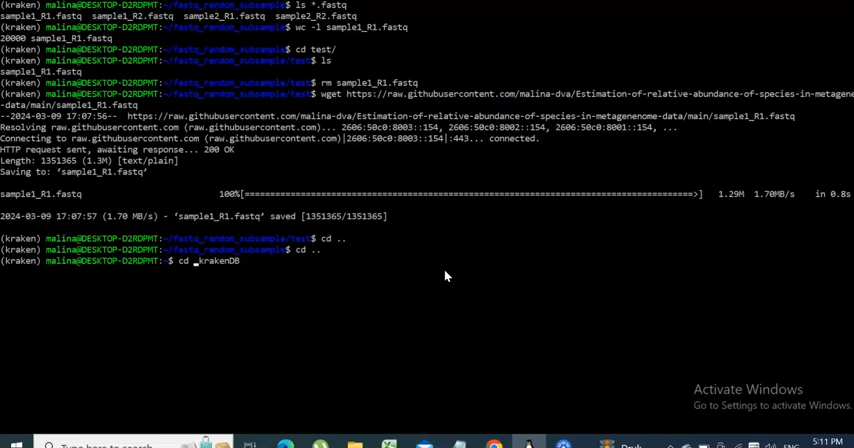 (kraken) malina@DESKTOP-D2RDPMT:~/fastq_random_subsample$ ls *.fastq
sample1_R1.fastq  sample1_R2.fastq  sample2_R1.fastq  sample2_R2.fastq
(kraken) malina@DESKTOP-D2RDPMT:~/fastq_random_subsample$ wc -l sample1_R1.fastq
20000 sample1_R1.fastq
(kraken) malina@DESKTOP-D2RDPMT:~/fastq_random_subsample$ cd test/
(kraken) malina@DESKTOP-D2RDPMT:~/fastq_random_subsample/test$ ls
sample1_R1.fastq
(kraken) malina@DESKTOP-D2RDPMT:~/fastq_random_subsample/test$ rm sample1_R1.fastq
(kraken) malina@DESKTOP-D2RDPMT:~/fastq_random_subsample/test$ wget https://raw.githubusercontent.com/malina-dva/Estimation-of-relative-abundance-of-species-in-metagenome
-data/main/sample1_R1.fastq
--2024-03-09 17:07:56--  https://raw.githubusercontent.com/malina-dva/Estimation-of-relative-abundance-of-species-in-metagenome-data/main/sample1_R1.fastq
Resolving raw.githubusercontent.com (raw.githubusercontent.com)... 2606:50c0:8003::154, 2606:50c0:8002::154, 2606:50c0:8001::154, ...
Connecting to raw.githubusercontent.com (raw.githubusercontent.com)|2606:50c0:8003::154|:443... connected.
HTTP request sent, awaiting response... 200 OK
Length: 1351365 (1.3M) [text/plain]
Saving to: ‘sample1_R1.fastq’
sample1_R1.fastq 100%[=====================================================================================>] 1.29M 1.70MB/s in 0.8s
2024-03-09 17:07:57 (1.70 MB/s) - ‘sample1_R1.fastq’ saved [1351365/1351365]
(kraken) malina@DESKTOP-D2RDPMT:~/fastq_random_subsample/test$ cd ..
(kraken) malina@DESKTOP-D2RDPMT:~/fastq_random_subsample$ cd ..
(kraken) malina@DESKTOP-D2RDPMT:~$ cd _krakenDB
Activate Windows
Go to Settings to activate Windows.
Type here to search
Druk
ENG
5:11 PM